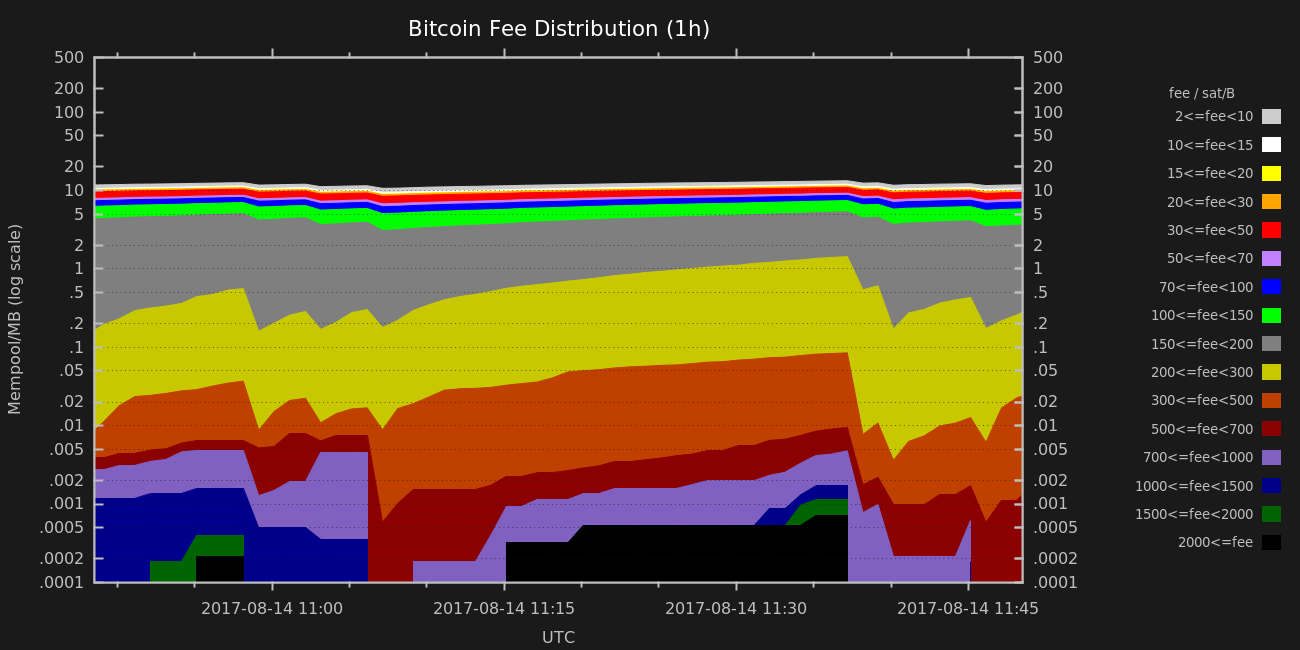 Bitcoin Fee Distribution (1h)
Mempool/MB (log scale)
500
200
100
50
20
10
5
2
1
.5
.2
.1
.05
.02
.01
.005
.002
.001
.0005
.0002
.0001
500
200
100
50
20
10
5
2
1
.5
.2
.1
.05
.02
.01
.005
.002
.001
.0005
.0002
.0001
2017-08-14 11:00
2017-08-14 11:15
2017-08-14 11:30
2017-08-14 11:45
UTC
fee / sat/B
2<=fee<10
10<=fee<15
15<=fee<20
20<=fee<30
30<=fee<50
50<=fee<70
70<=fee<100
100<=fee<150
150<=fee<200
200<=fee<300
300<=fee<500
500<=fee<700
700<=fee<1000
1000<=fee<1500
1500<=fee<2000
2000<=fee